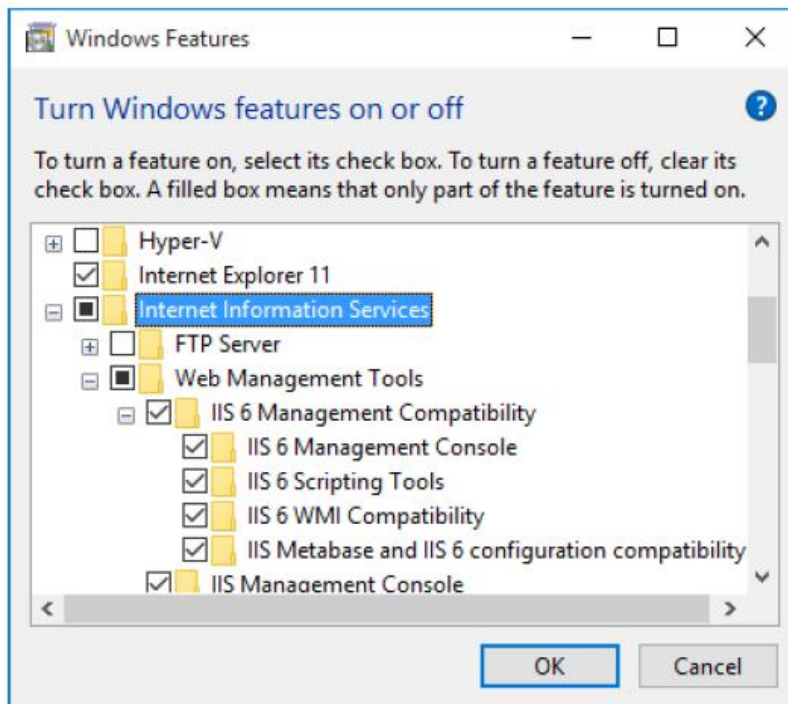 Windows Features
Turn Windows features on or off
To turn a feature on, select its check box. To turn a feature off, clear its
check box. A filled box means that only part of the feature is turned on.
Hyper-V
Internet Explorer 11
Internet Information Services
FTP Server
Web Management Tools
IIS 6 Management Compatibility
IIS 6 Management Console
IIS 6 Scripting Tools
IIS 6 WMI Compatibility
IIS Metabase and IIS 6 configuration compatibility
IIS Management Console
OK Cancel